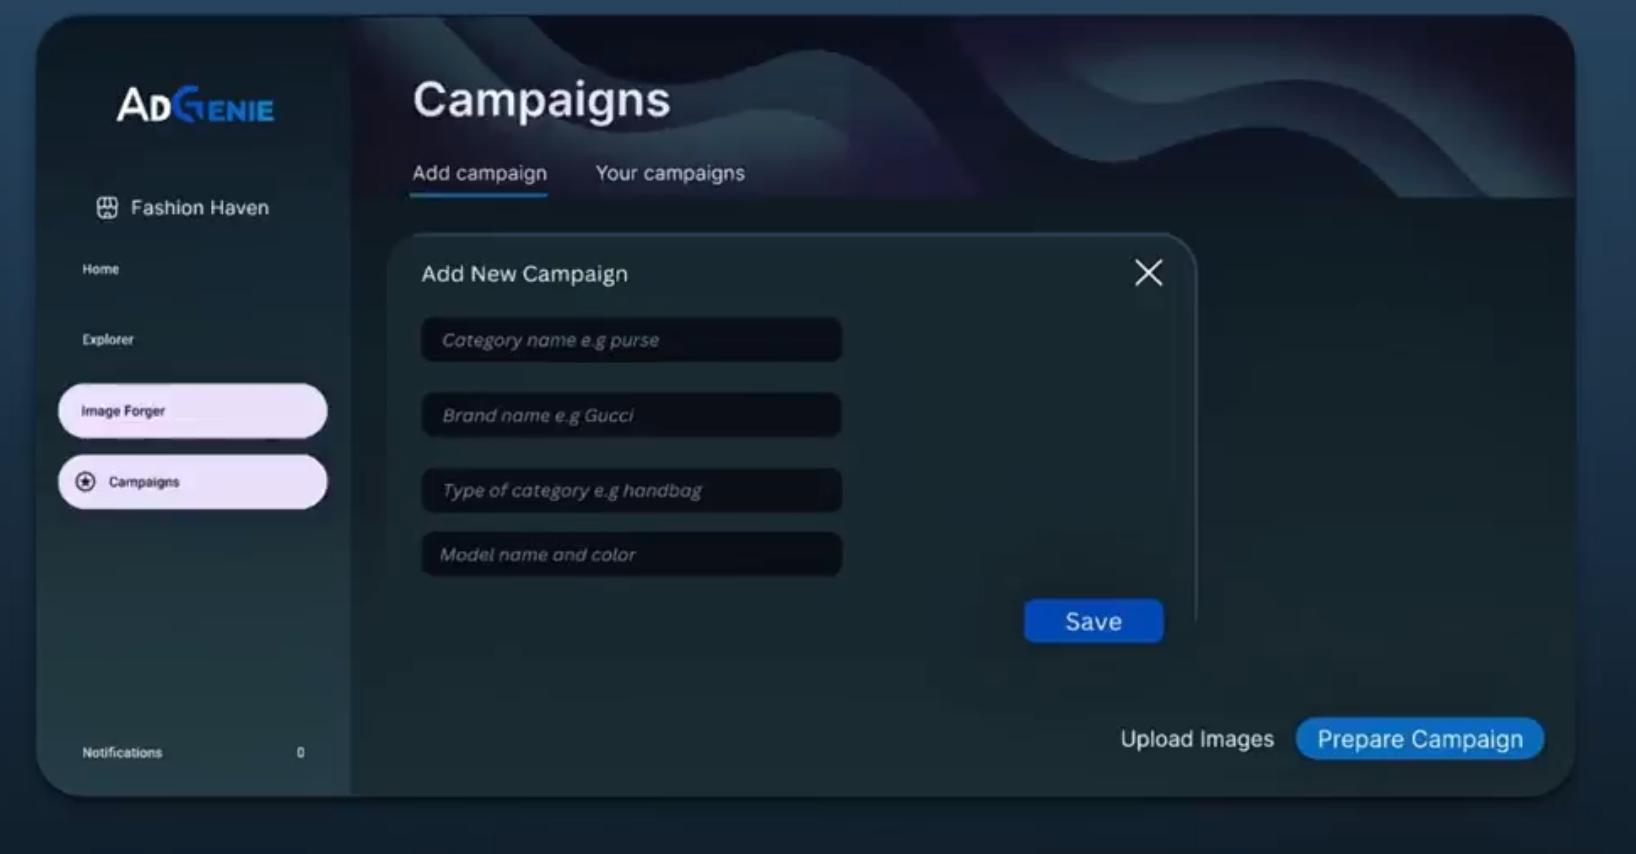 ADGENIE
Fashion Haven
Home
Explorer
Image Forger
Campaigns
Notifications 0
Campaigns
Add campaign Your campaigns
Add New Campaign
Category name e.g purse
Brand name e.g Gucci
Type of category e.g handbag
Model name and color
Save
Upload Images Prepare Campaign